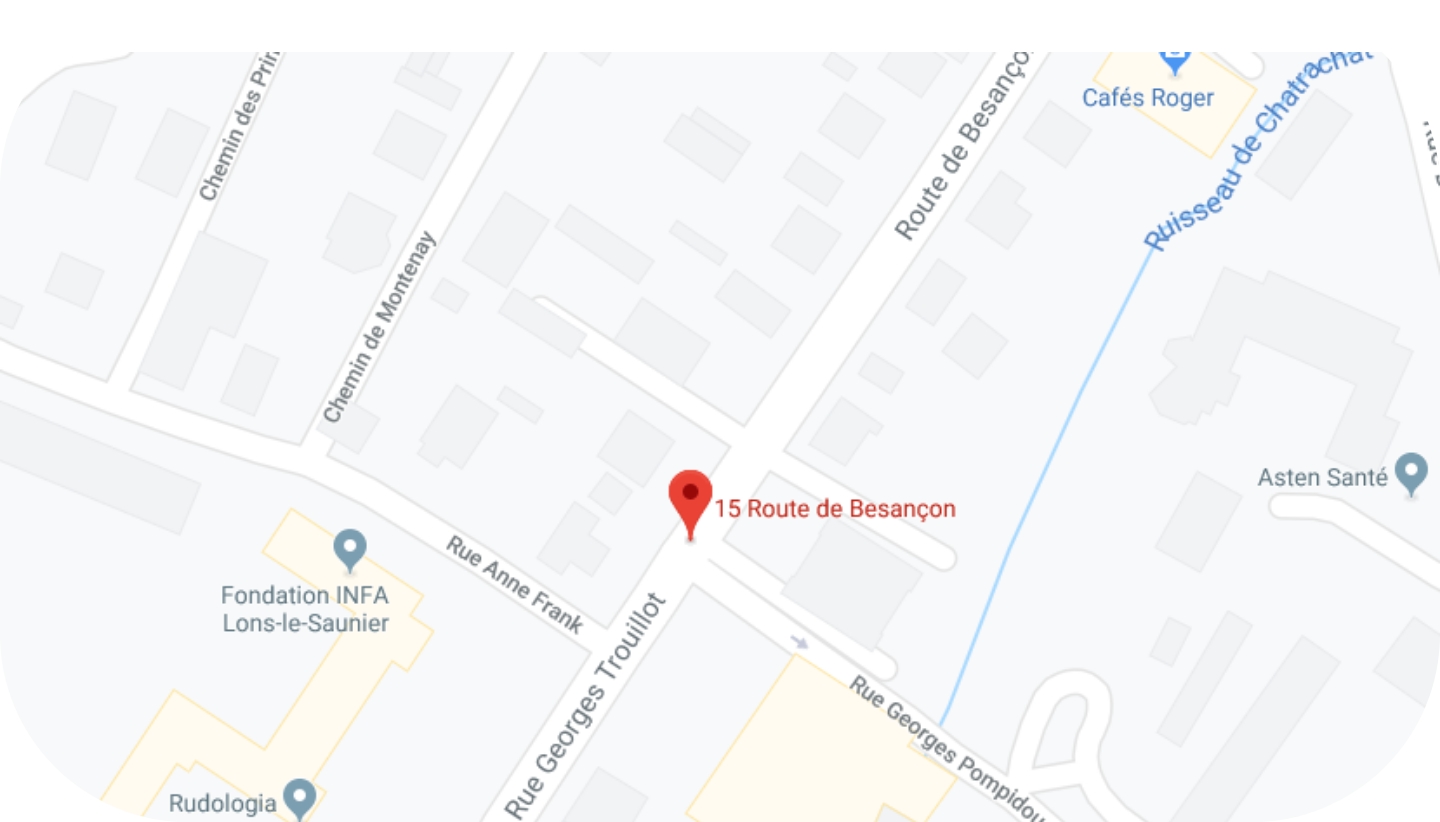 Chemin des Prin
Cafés Roger
Route de Besanço
Ruisseau de Chatrachat
Chemin de Montenay
Asten Santé
15 Route de Besançon
Rue Anne Frank
Fondation INFA
Lons-le-Saunier
Rue Georges Trouillot
Rue Georges Pompidou
Rudologia